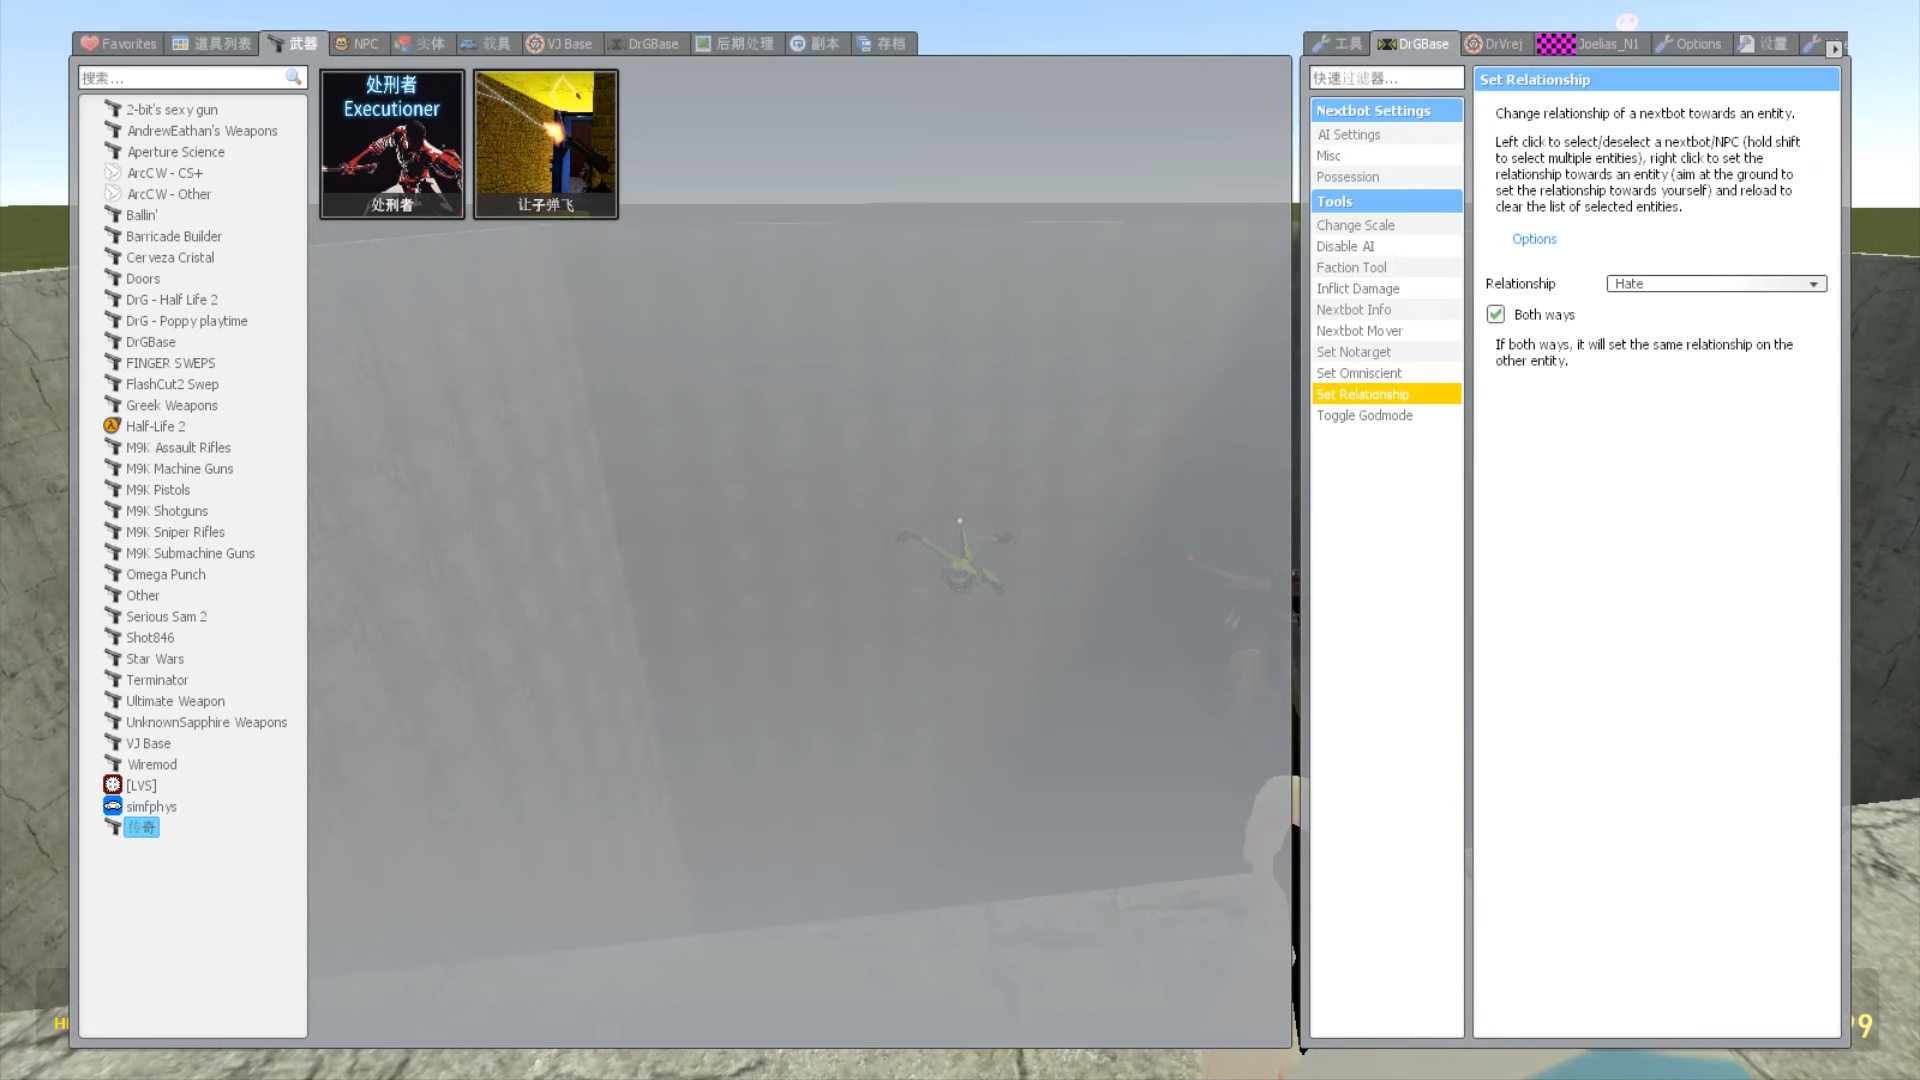 Favorites
道具列表
武器
NPC
实体
载具
VJ Base
DrGBase
后期处理
副本
存档
搜索...
2-bit's sexy gun
AndrewEathan's Weapons
Aperture Science
ArcCW - CS+
ArcCW - Other
Ballin'
Barricade Builder
Cerveza Cristal
Doors
DrG - Half Life 2
DrG - Poppy playtime
DrGBase
FINGER SWEPS
FlashCut2 Swep
Greek Weapons
Half-Life 2
M9K Assault Rifles
M9K Machine Guns
M9K Pistols
M9K Shotguns
M9K Sniper Rifles
M9K Submachine Guns
Omega Punch
Other
Serious Sam 2
Shot846
Star Wars
Terminator
Ultimate Weapon
UnknownSapphire Weapons
VJ Base
Wiremod
[LVS]
simfphys
传奇
处刑者
Executioner
处刑者
让子弹飞
工具
DrGBase
DrVrej
Joelias_N1
Options
设置
快速过滤器...
Nextbot Settings
AI Settings
Misc
Possession
Tools
Change Scale
Disable AI
Faction Tool
Inflict Damage
Nextbot Info
Nextbot Mover
Set Notarget
Set Omniscient
Set Relationship
Toggle Godmode
Set Relationship
Change relationship of a nextbot towards an entity.
Left click to select/deselect a nextbot/NPC (hold shift
to select multiple entities), right click to set the
relationship towards an entity (aim at the ground to
set the relationship towards yourself) and reload to
clear the list of selected entities.
Options
Relationship
Hate
Both ways
If both ways, it will set the same relationship on the
other entity.